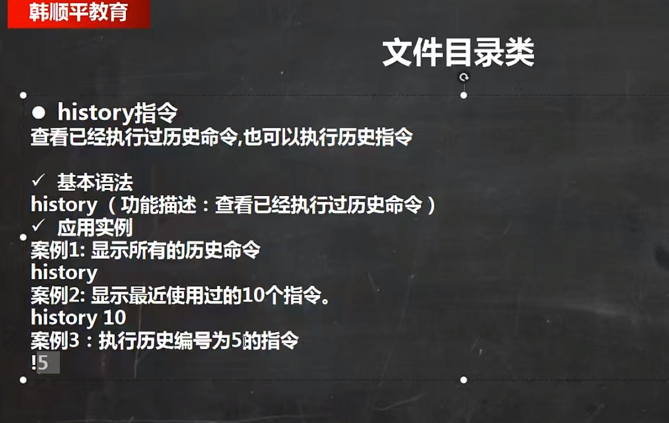 韩顺平教育
文件目录类
● history指令
查看已经执行过历史命令,也可以执行历史指令
✓ 基本语法
history （功能描述：查看已经执行过历史命令）
✓ 应用实例
案例1: 显示所有的历史命令
history
案例2: 显示最近使用过的10个指令。
history 10
案例3：执行历史编号为5的指令
!5